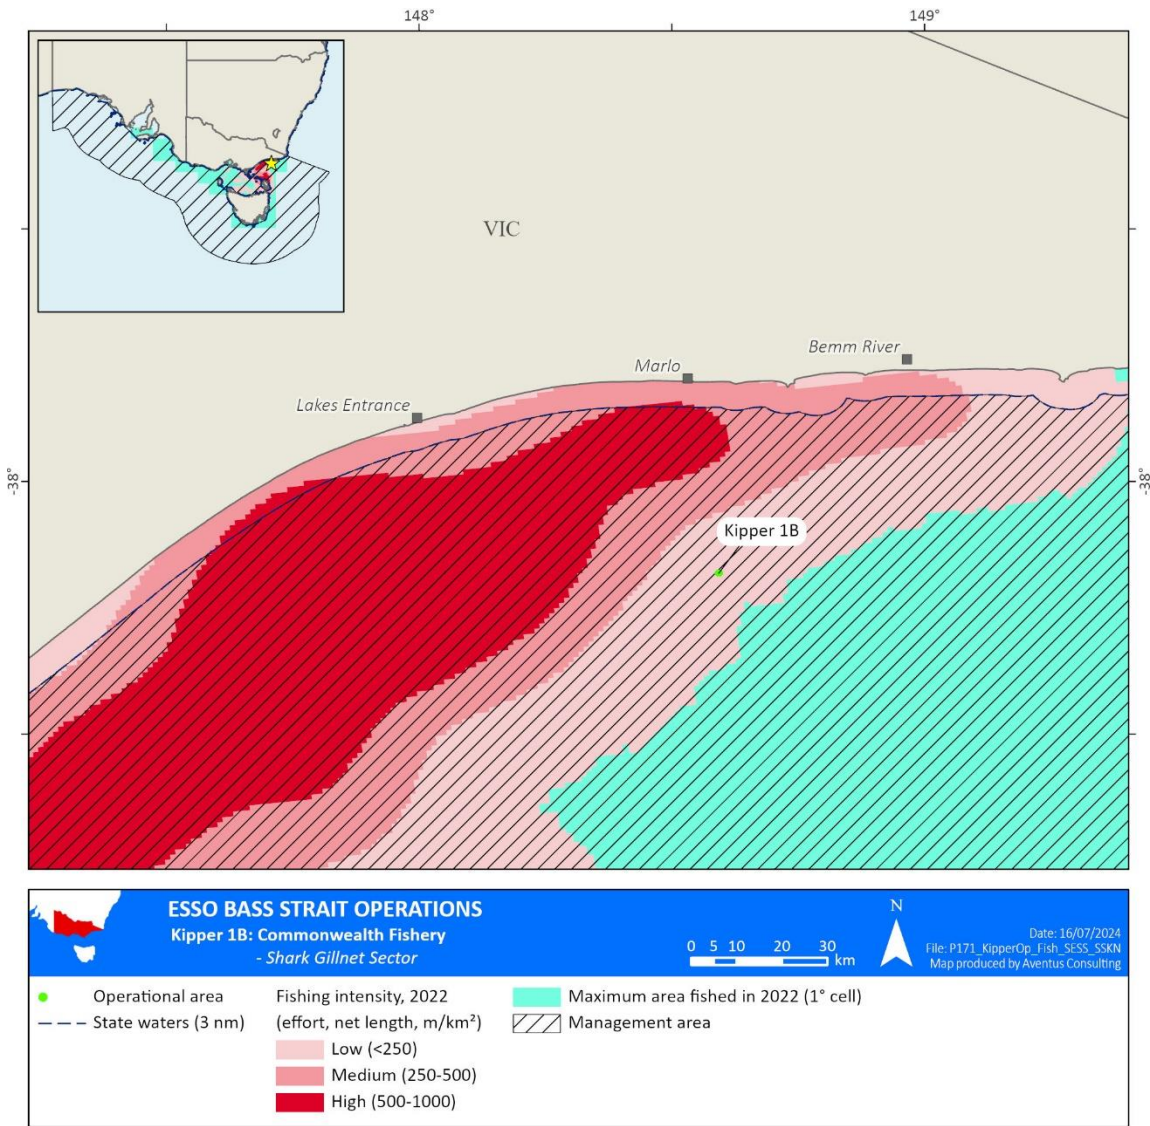 148°
149°
VIC
Bemm River
Marlo
Lakes Entrance
-38°
-38°
Kipper 1B
ESSO BASS STRAIT OPERATIONS
Kipper 1B: Commonwealth Fishery
- Shark Gillnet Sector
0 5 10 20 30
km
N
Date: 16/07/2024
File: P171_KipperOp_Fish_SESS_SSKN
Map produced by Aventus Consulting
Operational area
State waters (3 nm)
Fishing intensity, 2022
(effort, net length, m/km²)
Low (<250)
Medium (250-500)
High (500-1000)
Maximum area fished in 2022 (1° cell)
Management area